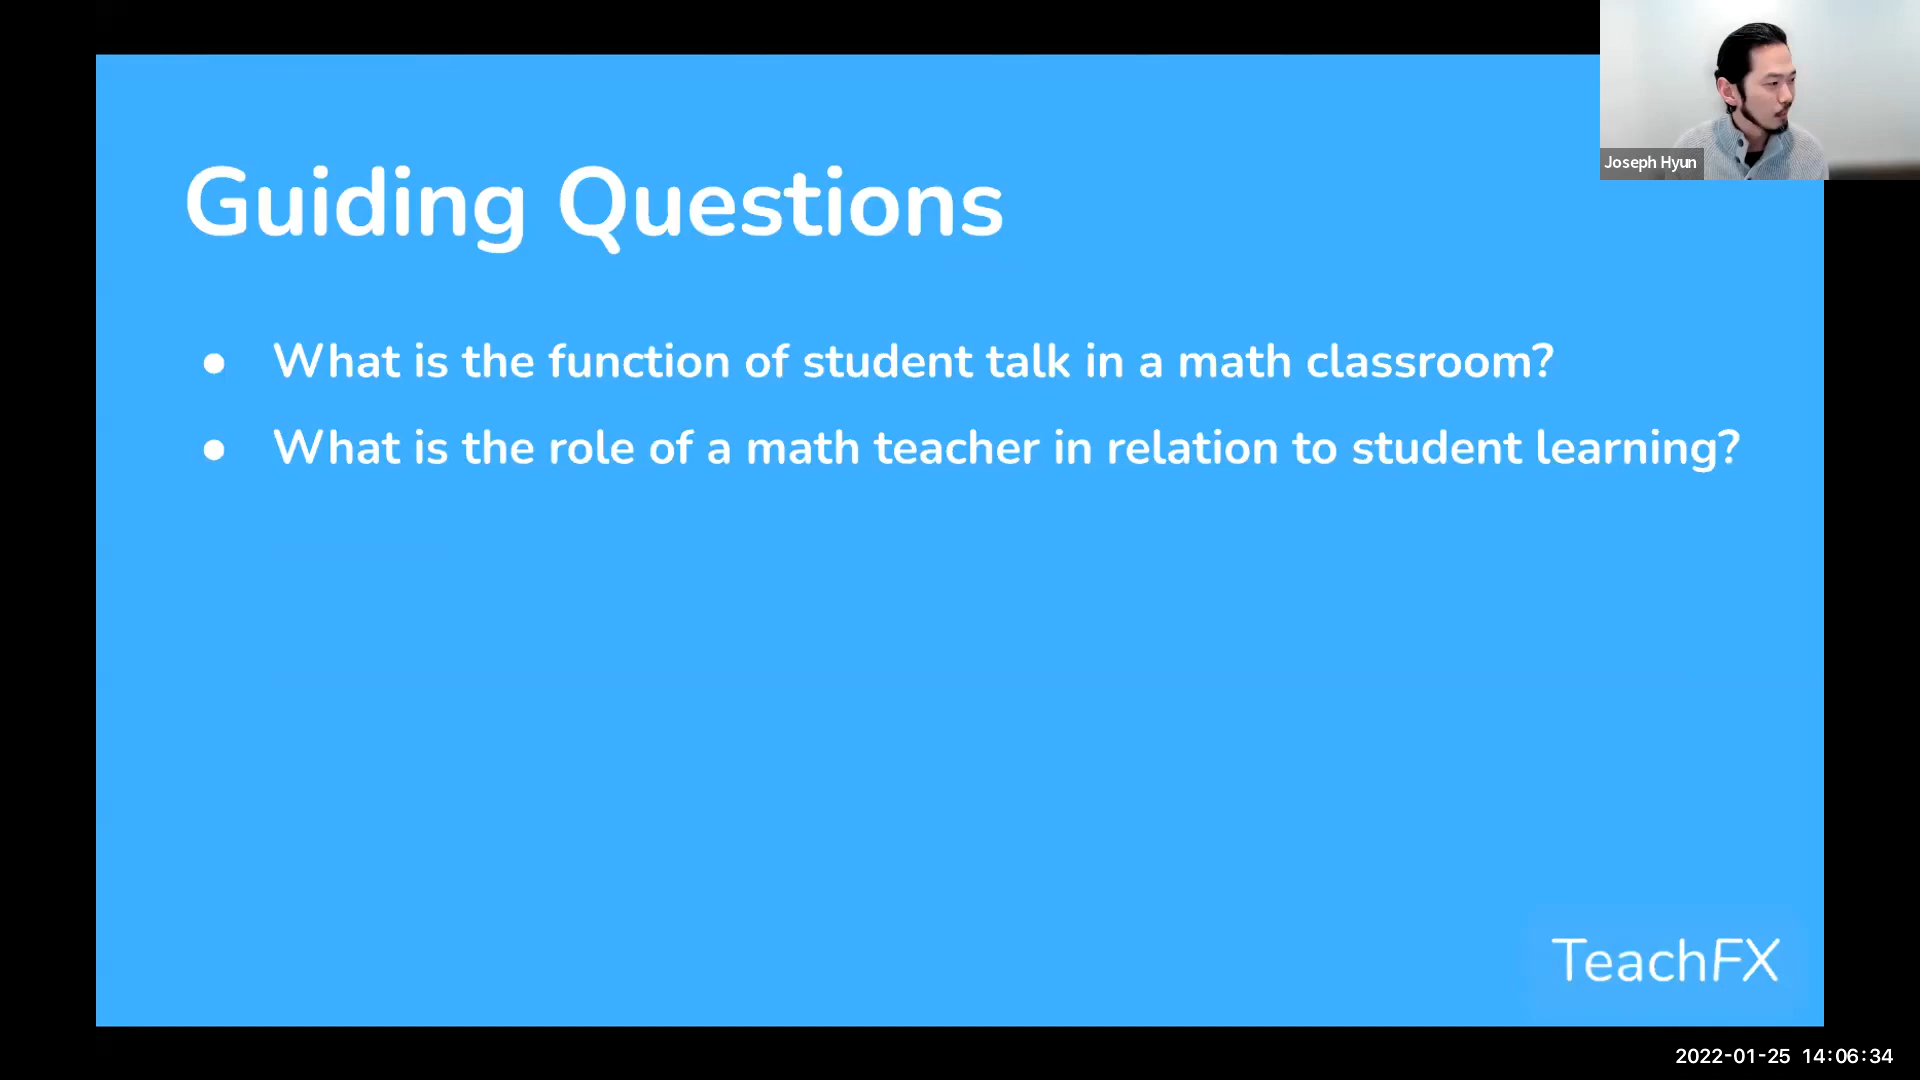 Joseph Hyun
Guiding Questions
● What is the function of student talk in a math classroom?
● What is the role of a math teacher in relation to student learning?
TeachFX
2022-01-25 14:06:34